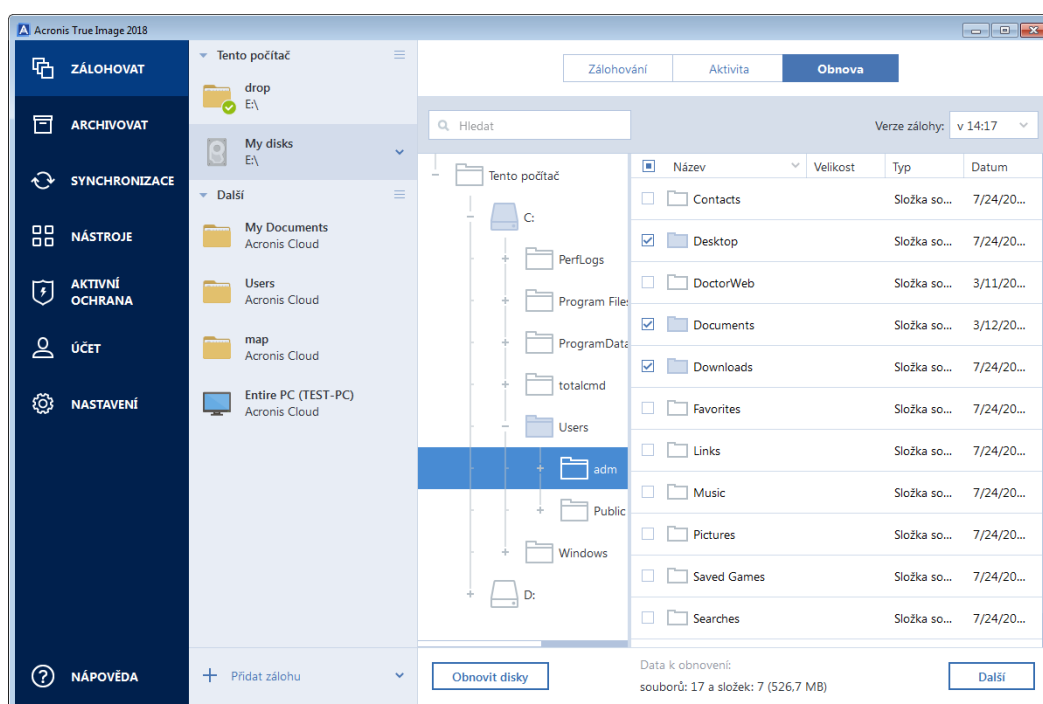 Acronis True Image 2018
ZÁLOHOVAT
ARCHIVOVAT
SYNCHRONIZACE
NÁSTROJE
AKTIVNÍ
OCHRANA
ÚČET
NASTAVENÍ
NÁPOVĚDA
Tento počítač
drop
E:\
My disks
E:\
Další
My Documents
Acronis Cloud
Users
Acronis Cloud
map
Acronis Cloud
Entire PC (TEST-PC)
Acronis Cloud
Přidat zálohu
Zálohování Aktivita Obnova
Hledat
Verze zálohy: v 14:17
Tento počítač
C:
PerfLogs
Program Files
ProgramData
totalcmd
Users
adm
Public
Windows
D:
Název Velikost Typ Datum
Contacts Složka so... 7/24/20...
Desktop Složka so... 7/24/20...
DoctorWeb Složka so... 3/11/20...
Documents Složka so... 3/12/20...
Downloads Složka so... 7/24/20...
Favorites Složka so... 7/24/20...
Links Složka so... 7/24/20...
Music Složka so... 7/24/20...
Pictures Složka so... 7/24/20...
Saved Games Složka so... 7/24/20...
Searches Složka so... 7/24/20...
Obnovit disky
Data k obnovení:
souborů: 17 a složek: 7 (526,7 MB)
Další